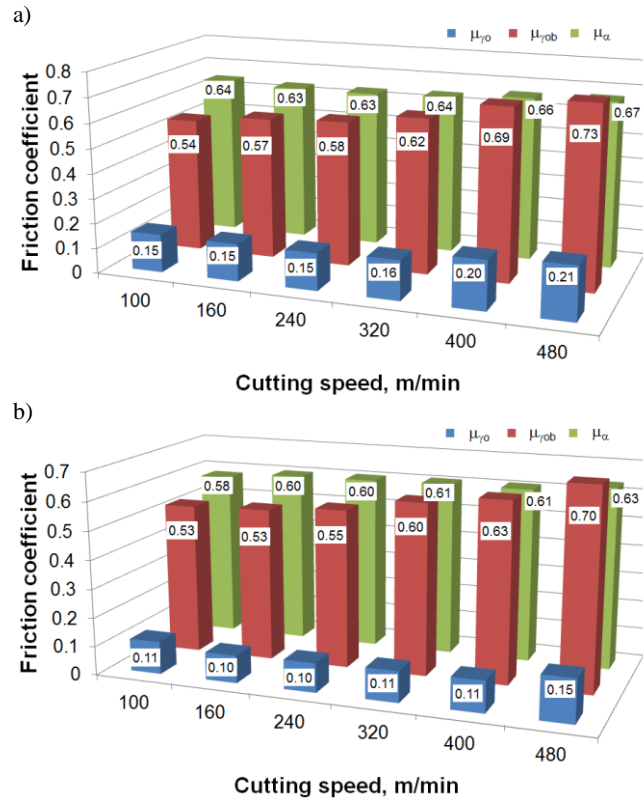 a)
μγo μγob μα
Friction coefficient
0.8
0.7
0.6
0.5
0.4
0.3
0.2
0.1
0
0.64 0.63 0.63 0.64 0.66 0.67
0.54 0.57 0.58 0.62 0.69 0.73
0.15 0.15 0.15 0.16 0.20 0.21
100 160 240 320 400 480
Cutting speed, m/min
b)
μγo μγob μα
Friction coefficient
0.7
0.6
0.5
0.4
0.3
0.2
0.1
0
0.58 0.60 0.60 0.61 0.61 0.63
0.53 0.53 0.55 0.60 0.63 0.70
0.11 0.10 0.10 0.11 0.11 0.15
100 160 240 320 400 480
Cutting speed, m/min